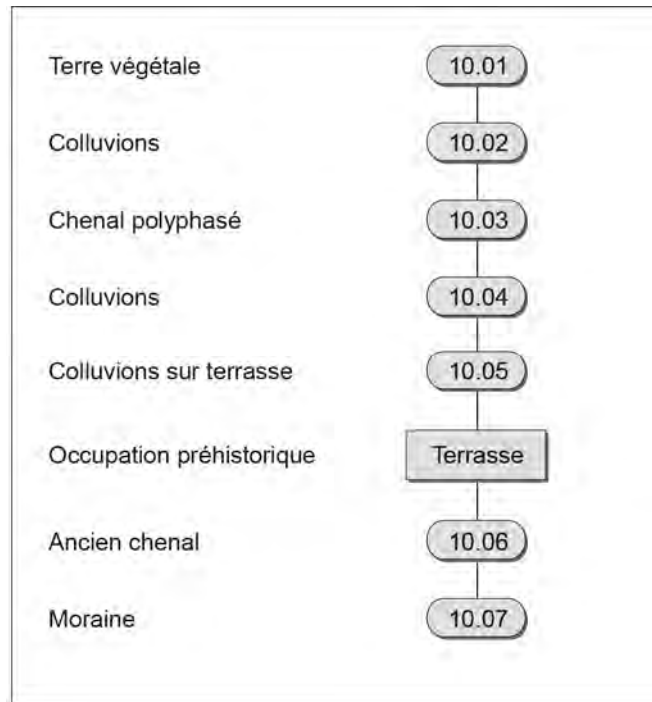 Terre végétale 10.01
Colluvions 10.02
Chenal polyphasé 10.03
Colluvions 10.04
Colluvions sur terrasse 10.05
Occupation préhistorique Terrasse
Ancien chenal 10.06
Moraine 10.07